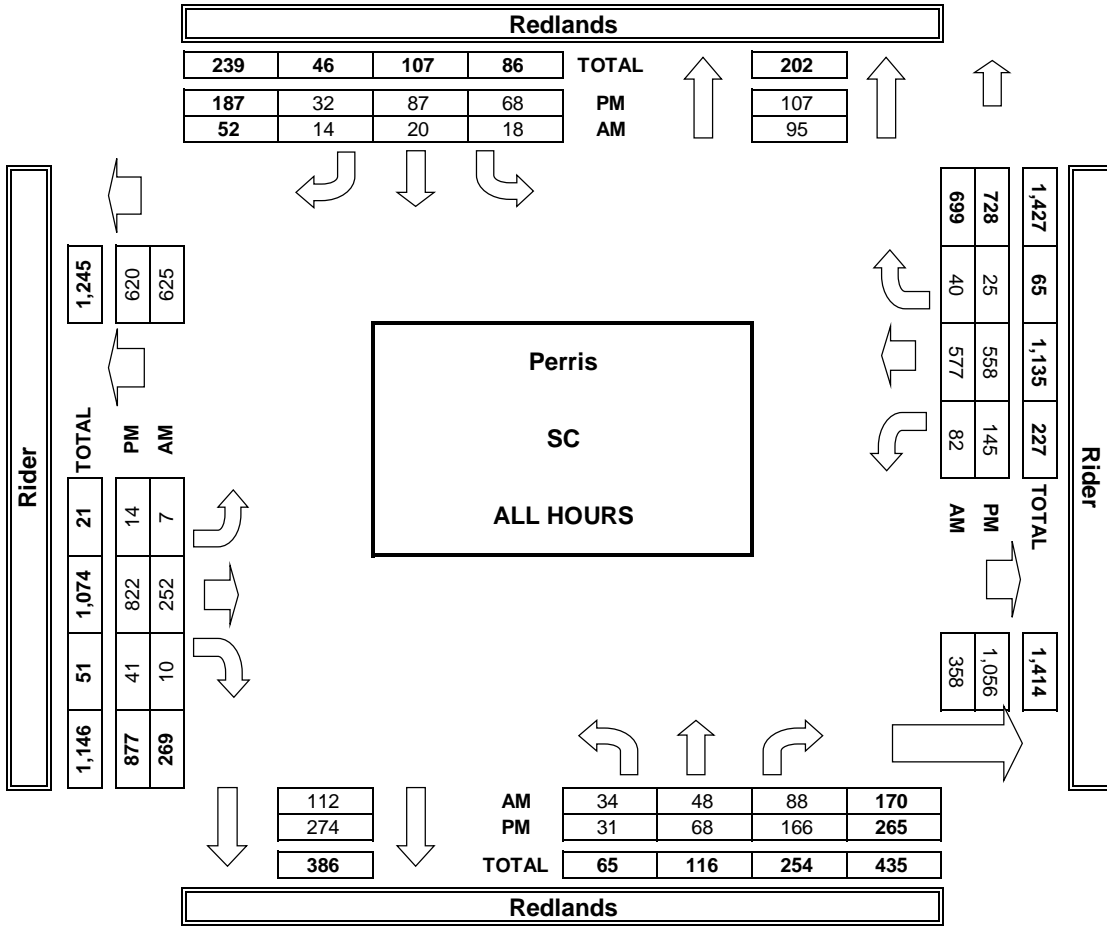 Redlands
239 46 107 86 TOTAL 202
187 32 87 68 PM 107
52 14 20 18 AM 95
Rider
1,245
620
625
TOTAL 21 1,074 51 1,146
PM 14 822 41 877
AM 7 252 10 269
Perris
SC
ALL HOURS
1,427 65 1,135 227 TOTAL 1,414
728 25 558 145 PM 1,056
699 40 577 82 AM 358
Rider
112 AM 34 48 88 170
274 PM 31 68 166 265
386 TOTAL 65 116 254 435
Redlands